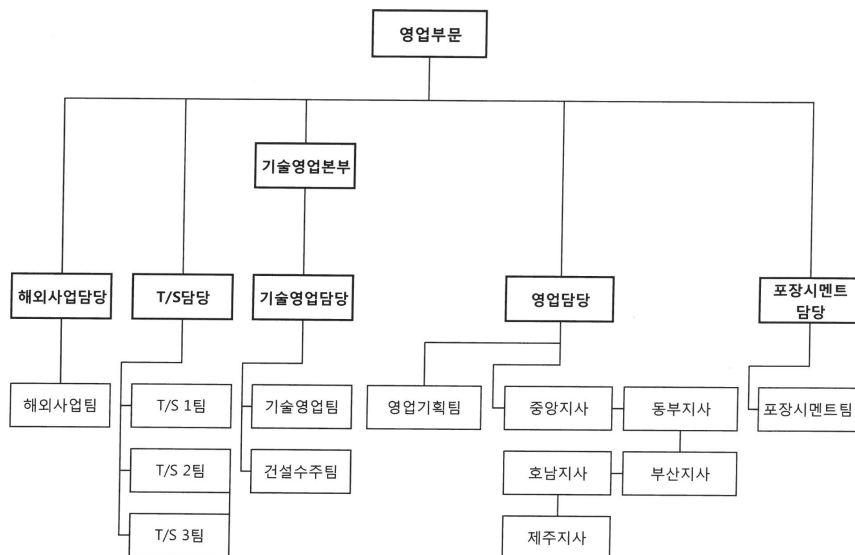 영업부문
기술영업본부
해외사업담당
T/S담당
기술영업담당
영업담당
포장시멘트
담당
해외사업팀
T/S 1팀
기술영업팀
영업기획팀
중앙지사
동부지사
포장시멘트팀
T/S 2팀
건설수주팀
호남지사
부산지사
T/S 3팀
제주지사